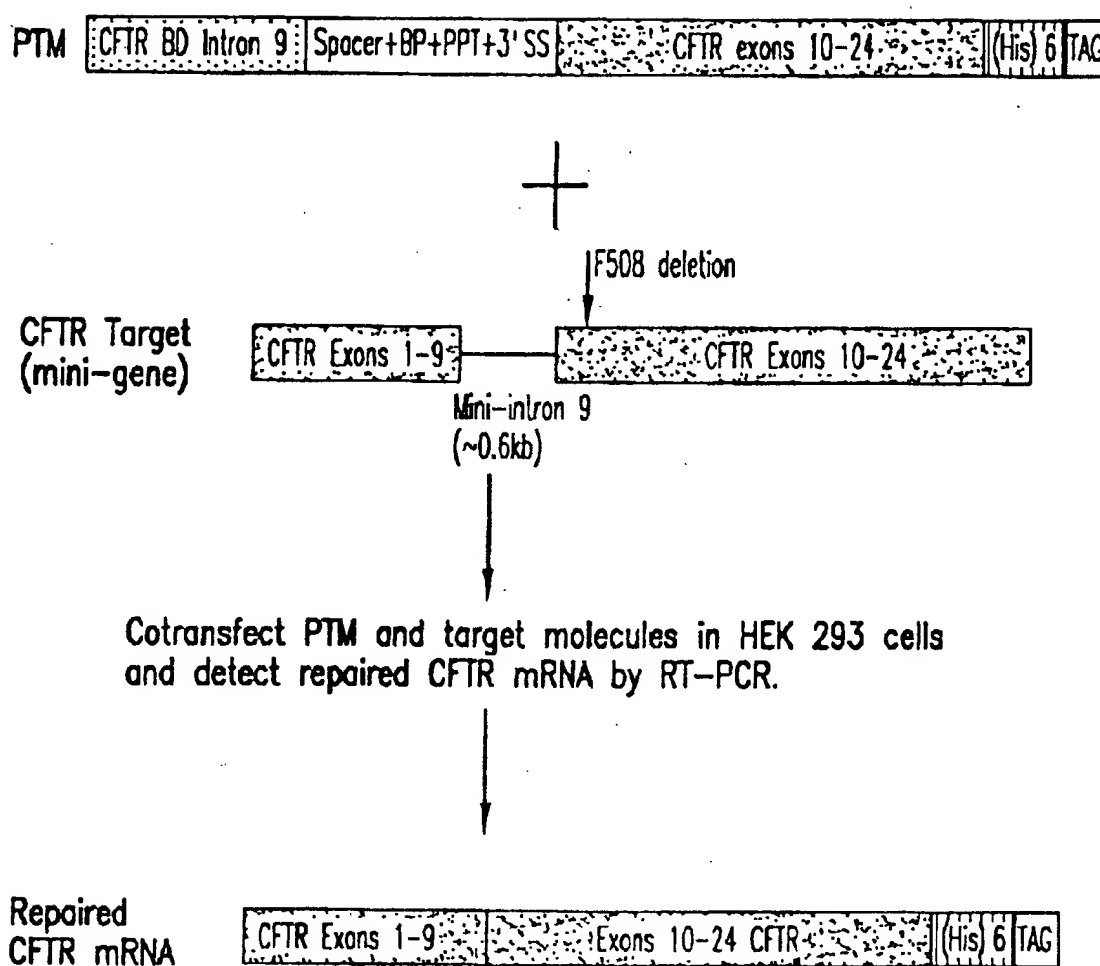 PTM
CFTR BD Intron 9
Spacer+BP+PPT+3' SS
CFTR exons 10-24
(His) 6
TAG
F508 deletion
CFTR Target
(mini-gene)
CFTR Exons 1-9
CFTR Exons 10-24
Mini-intron 9
(~0.6kb)
Cotransfect PTM and target molecules in HEK 293 cells
and detect repaired CFTR mRNA by RT-PCR.
Repaired
CFTR mRNA
CFTR Exons 1-9
Exons 10-24 CFTR
(His) 6
TAG